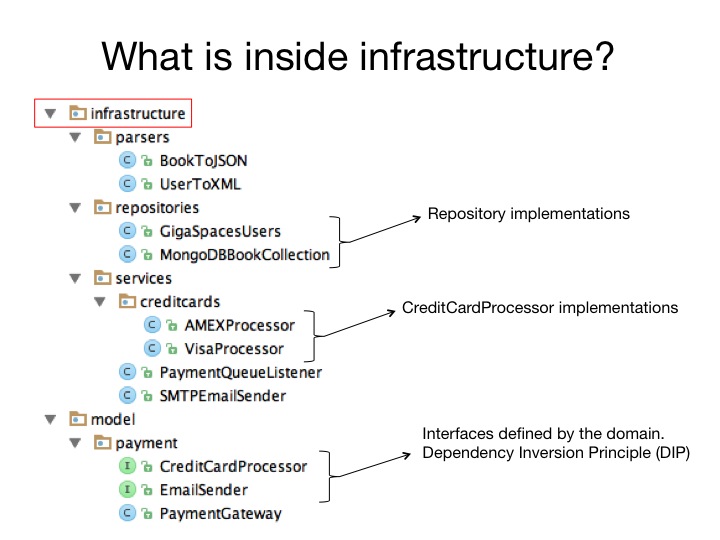 What is inside infrastructure?
infrastructure
parsers
C BookToJSON
C UserToXML
repositories
Repository implementations
C GigaSpacesUsers
C MongoDBBookCollection
services
creditcards
CreditCardProcessor implementations
C AMEXProcessor
C VisaProcessor
C PaymentQueueListener
C SMTPEmailSender
model
payment
Interfaces defined by the domain.
Dependency Inversion Principle (DIP)
I CreditCardProcessor
I EmailSender
C PaymentGateway